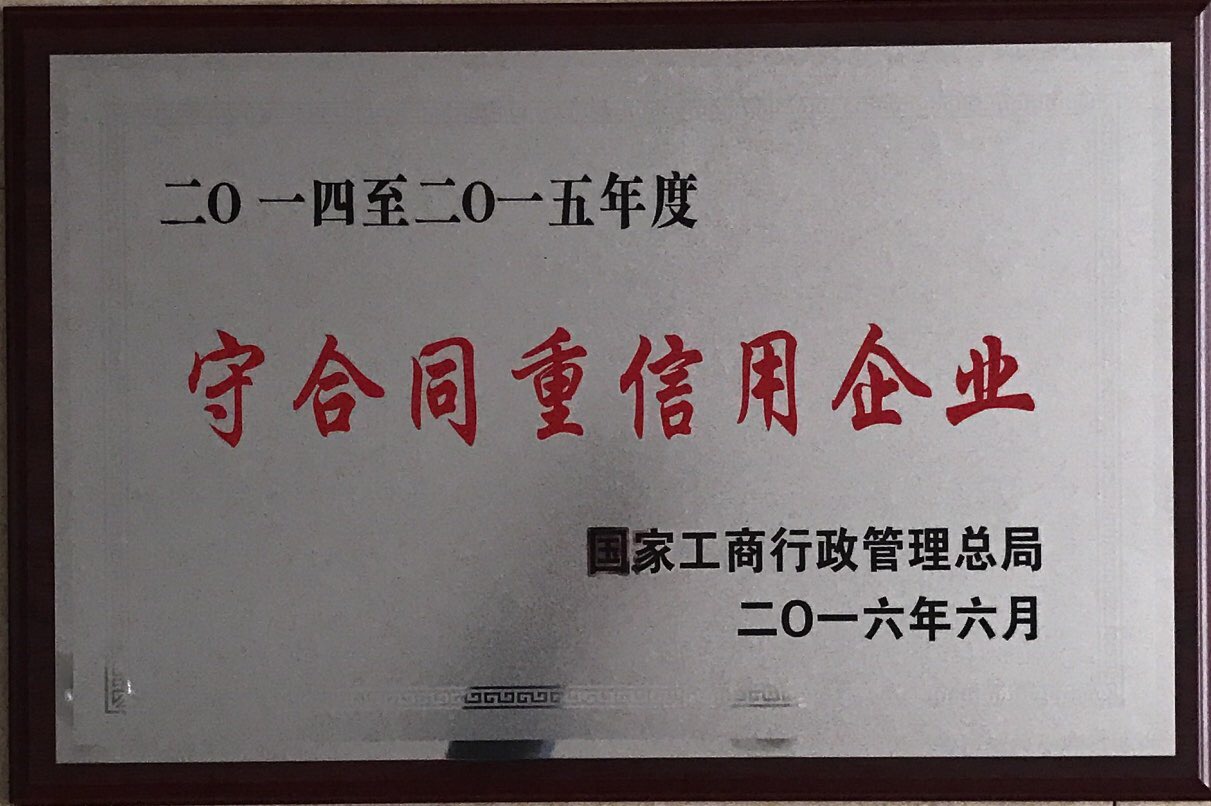 二O一四至二O一五年度
守合同重信用企业
国家工商行政管理总局
二O一六年六月